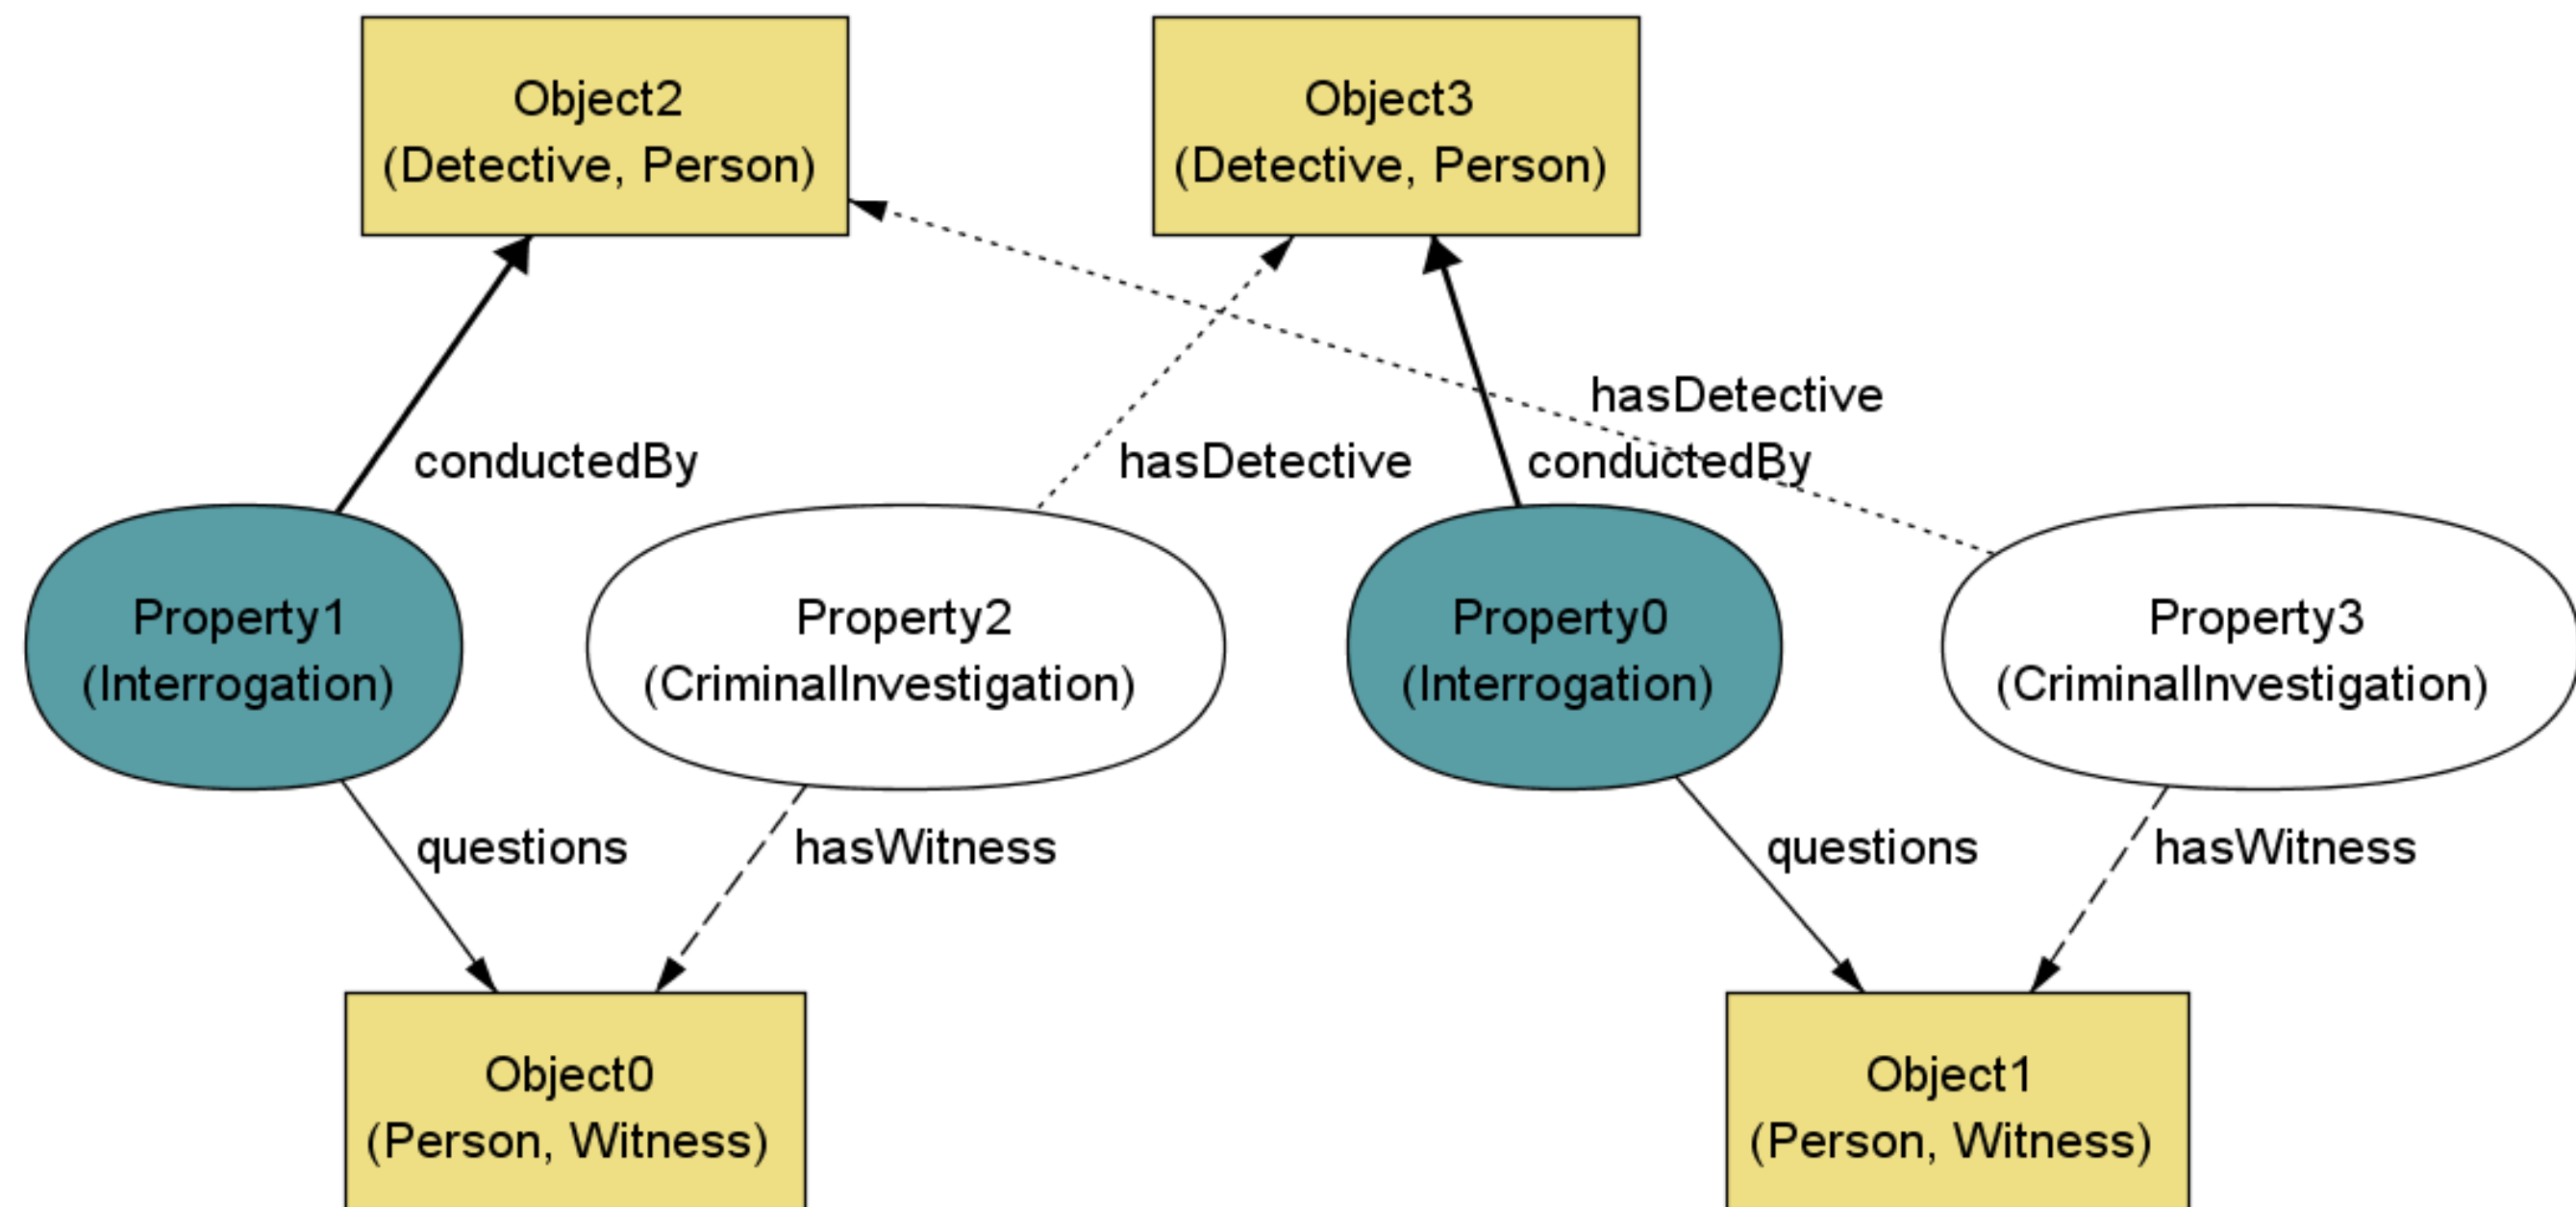 Object2
(Detective, Person)
Object3
(Detective, Person)
hasDetective
conductedBy
hasDetective
conductedBy
Property1
(Interrogation)
Property2
(CriminalInvestigation)
Property0
(Interrogation)
Property3
(CriminalInvestigation)
questions
hasWitness
questions
hasWitness
Object0
(Person, Witness)
Object1
(Person, Witness)